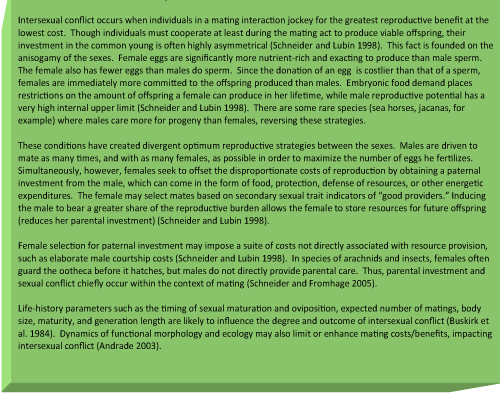 Intersexual conflict occurs when individuals in a mating interaction jockey for the greatest reproductive benefit at the
lowest cost. Though individuals must cooperate at least during the mating act to produce viable offspring, their
investment in the common young is often highly asymmetrical (Schneider and Lubin 1998). This fact is founded on the
anisogamy of the sexes. Female eggs are significantly more nutrient-rich and exacting to produce than male sperm.
The female also has fewer eggs than males do sperm. Since the donation of an egg is costlier than that of a sperm,
females are immediately more committed to the offspring produced than males. Embryonic food demand places
restrictions on the amount of offspring a female can produce in her lifetime, while male reproductive potential has a
very high internal upper limit (Schneider and Lubin 1998). There are some rare species (sea horses, jacanas, for
example) where males care more for progeny than females, reversing these strategies.
These conditions have created divergent optimum reproductive strategies between the sexes. Males are driven to
mate as many times, and with as many females, as possible in order to maximize the number of eggs he fertilizes.
Simultaneously, however, females seek to offset the disproportionate costs of reproduction by obtaining a paternal
investment from the male, which can come in the form of food, protection, defense of resources, or other energetic
expenditures. The female may select mates based on secondary sexual trait indicators of "good providers." Inducing
the male to bear a greater share of the reproductive burden allows the female to store resources for future offspring
(reduces her parental investment) (Schneider and Lubin 1998).
Female selection for paternal investment may impose a suite of costs not directly associated with resource provision,
such as elaborate male courtship costs (Schneider and Lubin 1998). In species of arachnids and insects, females often
guard the ootheca before it hatches, but males do not directly provide parental care. Thus, parental investment and
sexual conflict chiefly occur within the context of mating (Schneider and Fromhage 2005).
Life-history parameters such as the timing of sexual maturation and oviposition, expected number of matings, body
size, maturity, and generation length are likely to influence the degree and outcome of intersexual conflict (Buskirk et
al. 1984). Dynamics of functional morphology and ecology may also limit or enhance mating costs/benefits, impacting
intersexual conflict (Andrade 2003).